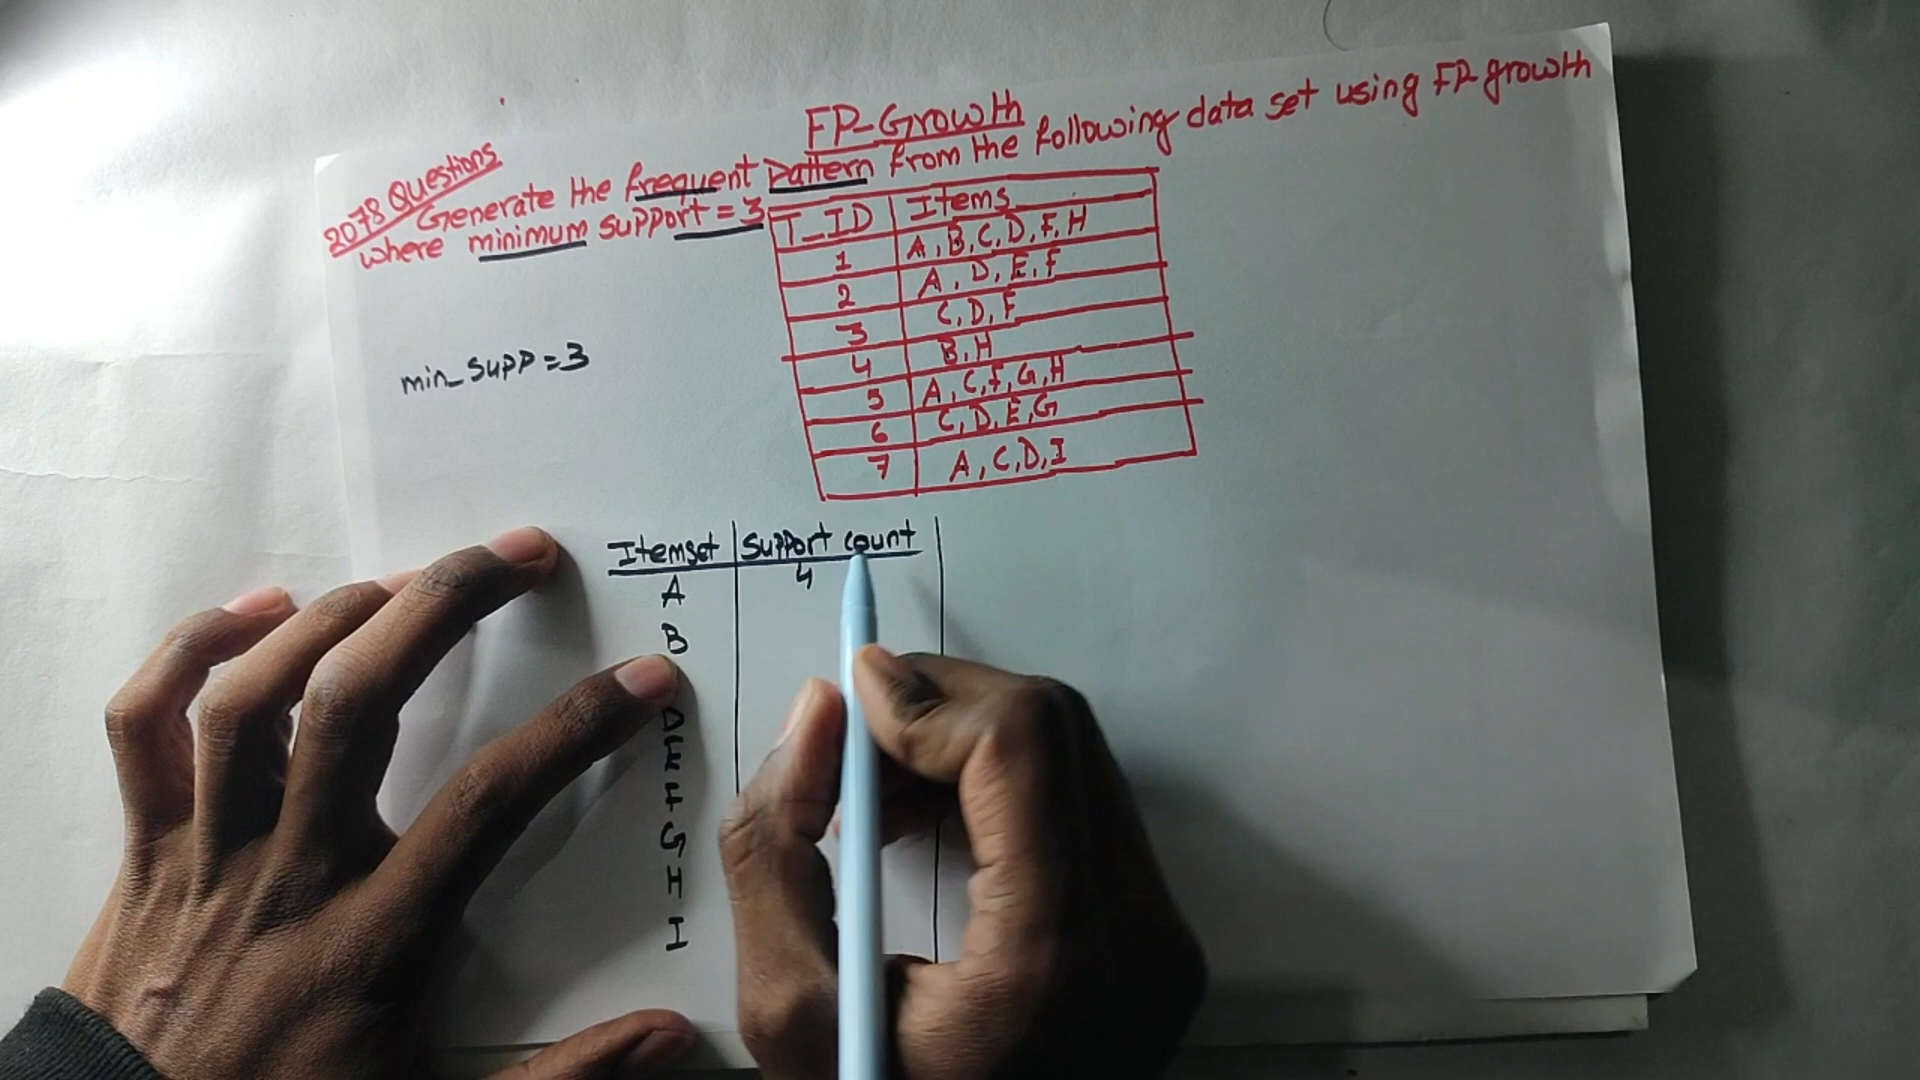 FP-Growth
2078 Questions
Generate the frequent pattern from the following data set using FP-growth
where minimum support = 3
T_ID Items
1 A, B, C, D, F, H
2 A, D, E, F
3 C, D, F
4 B, H
5 A, C, F, G, H
6 C, D, E, G
7 A, C, D, I
min_supp = 3
Itemset Support count
A 4
B
D
E
F
G
H
I